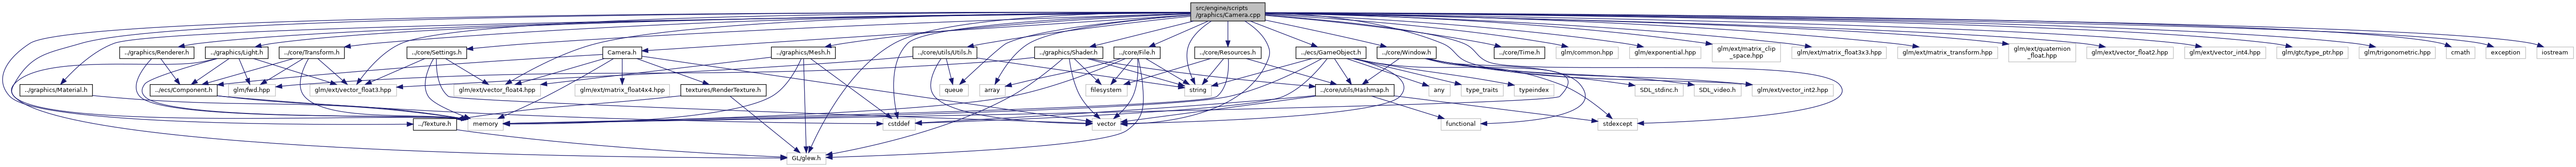 src/engine/scripts
/graphics/Camera.cpp
../graphics/Renderer.h
../graphics/Light.h
../core/Transform.h
../core/Settings.h
Camera.h
../graphics/Mesh.h
../core/utils/Utils.h
../graphics/Shader.h
../core/File.h
../core/Resources.h
../ecs/GameObject.h
../core/Window.h
../core/Time.h
glm/common.hpp
glm/exponential.hpp
glm/ext/matrix_clip
_space.hpp
glm/ext/matrix_float3x3.hpp
glm/ext/matrix_transform.hpp
glm/ext/quaternion
_float.hpp
glm/ext/vector_float2.hpp
glm/ext/vector_int4.hpp
glm/gtc/type_ptr.hpp
glm/trigonometric.hpp
cmath
exception
iostream
../graphics/Material.h
../ecs/Component.h
glm/fwd.hpp
glm/ext/vector_float3.hpp
glm/ext/vector_float4.hpp
glm/ext/matrix_float4x4.hpp
textures/RenderTexture.h
queue
array
filesystem
string
../core/utils/Hashmap.h
any
type_traits
typeindex
SDL_stdinc.h
SDL_video.h
glm/ext/vector_int2.hpp
../Texture.h
memory
cstddef
vector
functional
stdexcept
GL/glew.h